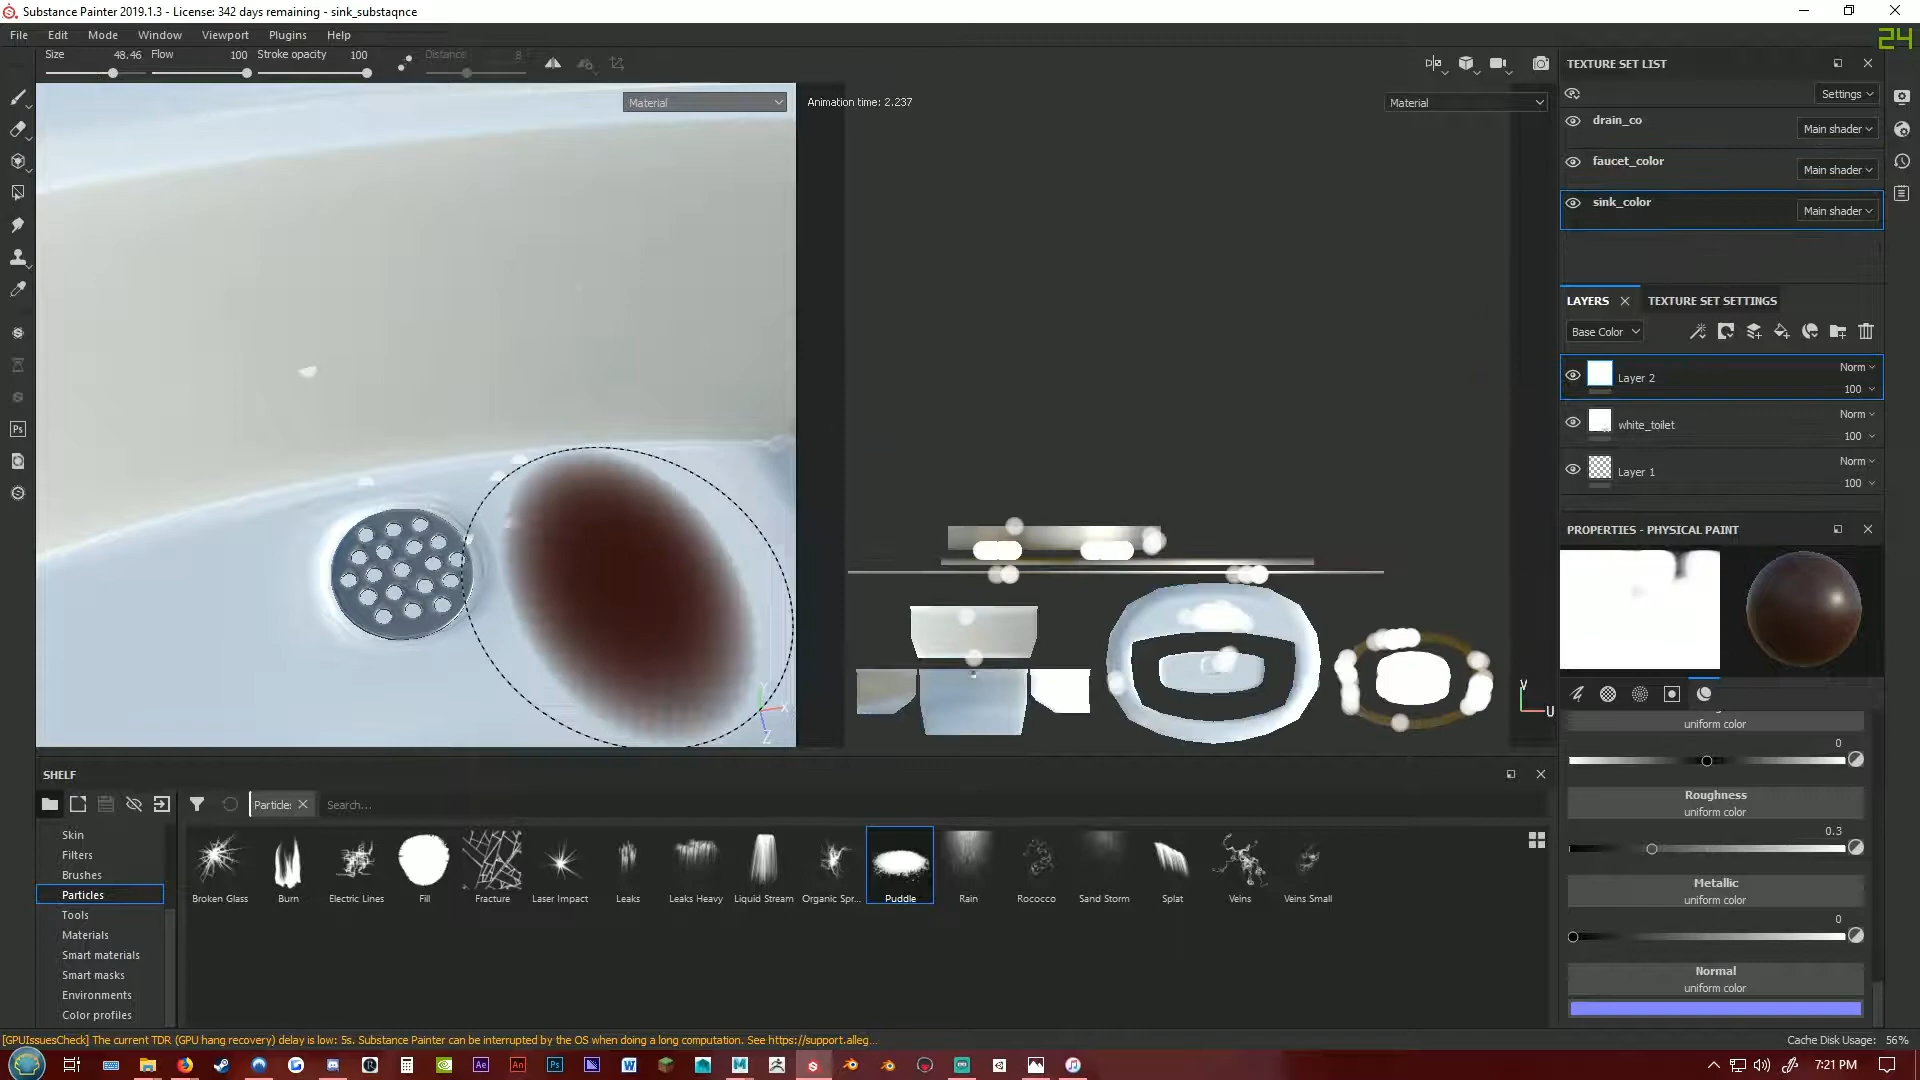 Substance Painter 2019.1.3 - License: 342 days remaining - sink_substaqnce
24
File Edit Mode Window Viewport Plugins Help
Size 48.46 Flow 100 Stroke opacity 100 Distance 8
Material
Animation time: 2.237
Material
TEXTURE SET LIST
Settings
drain_co Main shader
faucet_color Main shader
sink_color Main shader
LAYERS TEXTURE SET SETTINGS
Base Color
Layer 2 Norm 100
white_toilet Norm 100
Layer 1 Norm 100
PROPERTIES - PHYSICAL PAINT
uniform color
0
Roughness
uniform color
0.3
Metallic
uniform color
0
Normal
uniform color
Ps
Y X Z
V U
SHELF
Particles Search...
Skin
Filters
Brushes
Particles
Tools
Materials
Smart materials
Smart masks
Environments
Color profiles
Broken Glass Burn Electric Lines Fill Fracture Laser Impact Leaks Leaks Heavy Liquid Stream Organic Spr... Puddle Rain Rococco Sand Storm Splat Veins Veins Small
[GPUIssuesCheck] The current TDR (GPU hang recovery) delay is low: 5s. Substance Painter can be interrupted by the OS when doing a long computation. See https://support.alleg...
Cache Disk Usage: 56%
Ae An Ps W M
7:21 PM